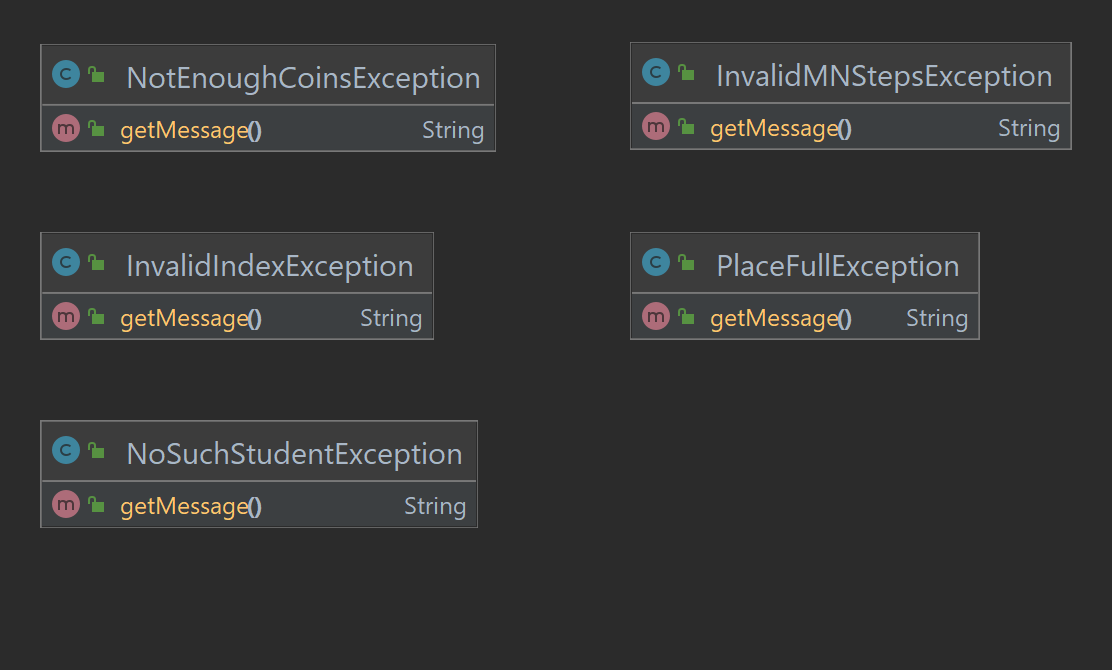 C NotEnoughCoinsException
m getMessage() String
C InvalidMNStepsException
m getMessage() String
C InvalidIndexException
m getMessage() String
C PlaceFullException
m getMessage() String
C NoSuchStudentException
m getMessage() String